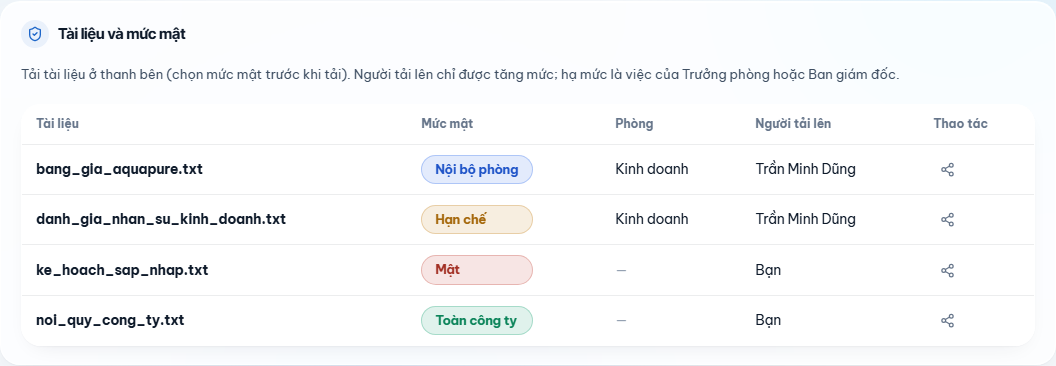 Tài liệu và mức mật
Tải tài liệu ở thanh bên (chọn mức mật trước khi tải). Người tải lên chỉ được tăng mức; hạ mức là việc của Trưởng phòng hoặc Ban giám đốc.
Tài liệu Mức mật Phòng Người tải lên Thao tác
bang_gia_aquapure.txt Nội bộ phòng Kinh doanh Trần Minh Dũng
danh_gia_nhan_su_kinh_doanh.txt Hạn chế Kinh doanh Trần Minh Dũng
ke_hoach_sap_nhap.txt Mật — Bạn
noi_quy_cong_ty.txt Toàn công ty — Bạn